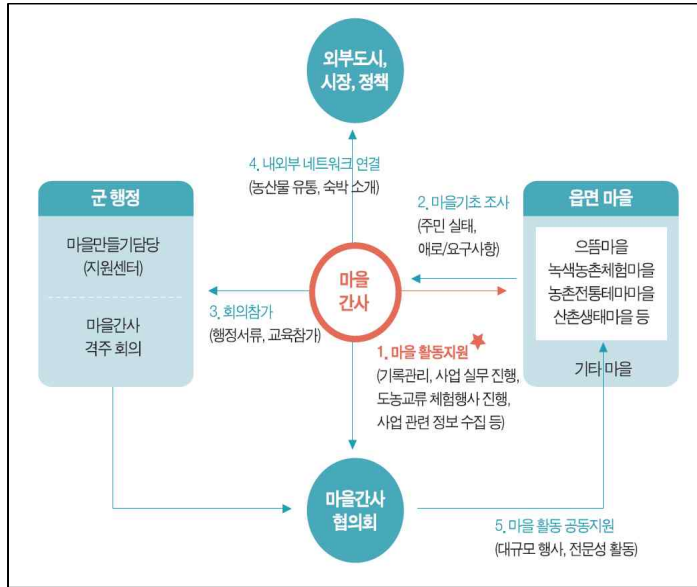 외부도시,
시장, 정책
4. 내외부 네트워크 연결
(농산물 유통, 숙박 소개)
군 행정
마을만들기담당
(지원센터)
마을간사
격주 회의
2. 마을기초 조사
(주민 실태,
애로/요구사항)
읍면 마을
으뜸마을
녹색농촌체험마을
농촌전통테마마을
산촌생태마을 등
기타 마을
마을
간사
3. 회의참가
(행정서류, 교육참가)
1. 마을 활동지원
(기록관리, 사업 실무 진행,
도농교류 체험행사 진행,
사업 관련 정보 수집 등)
마을간사
협의회
5. 마을 활동 공동지원
(대규모 행사, 전문성 활동)